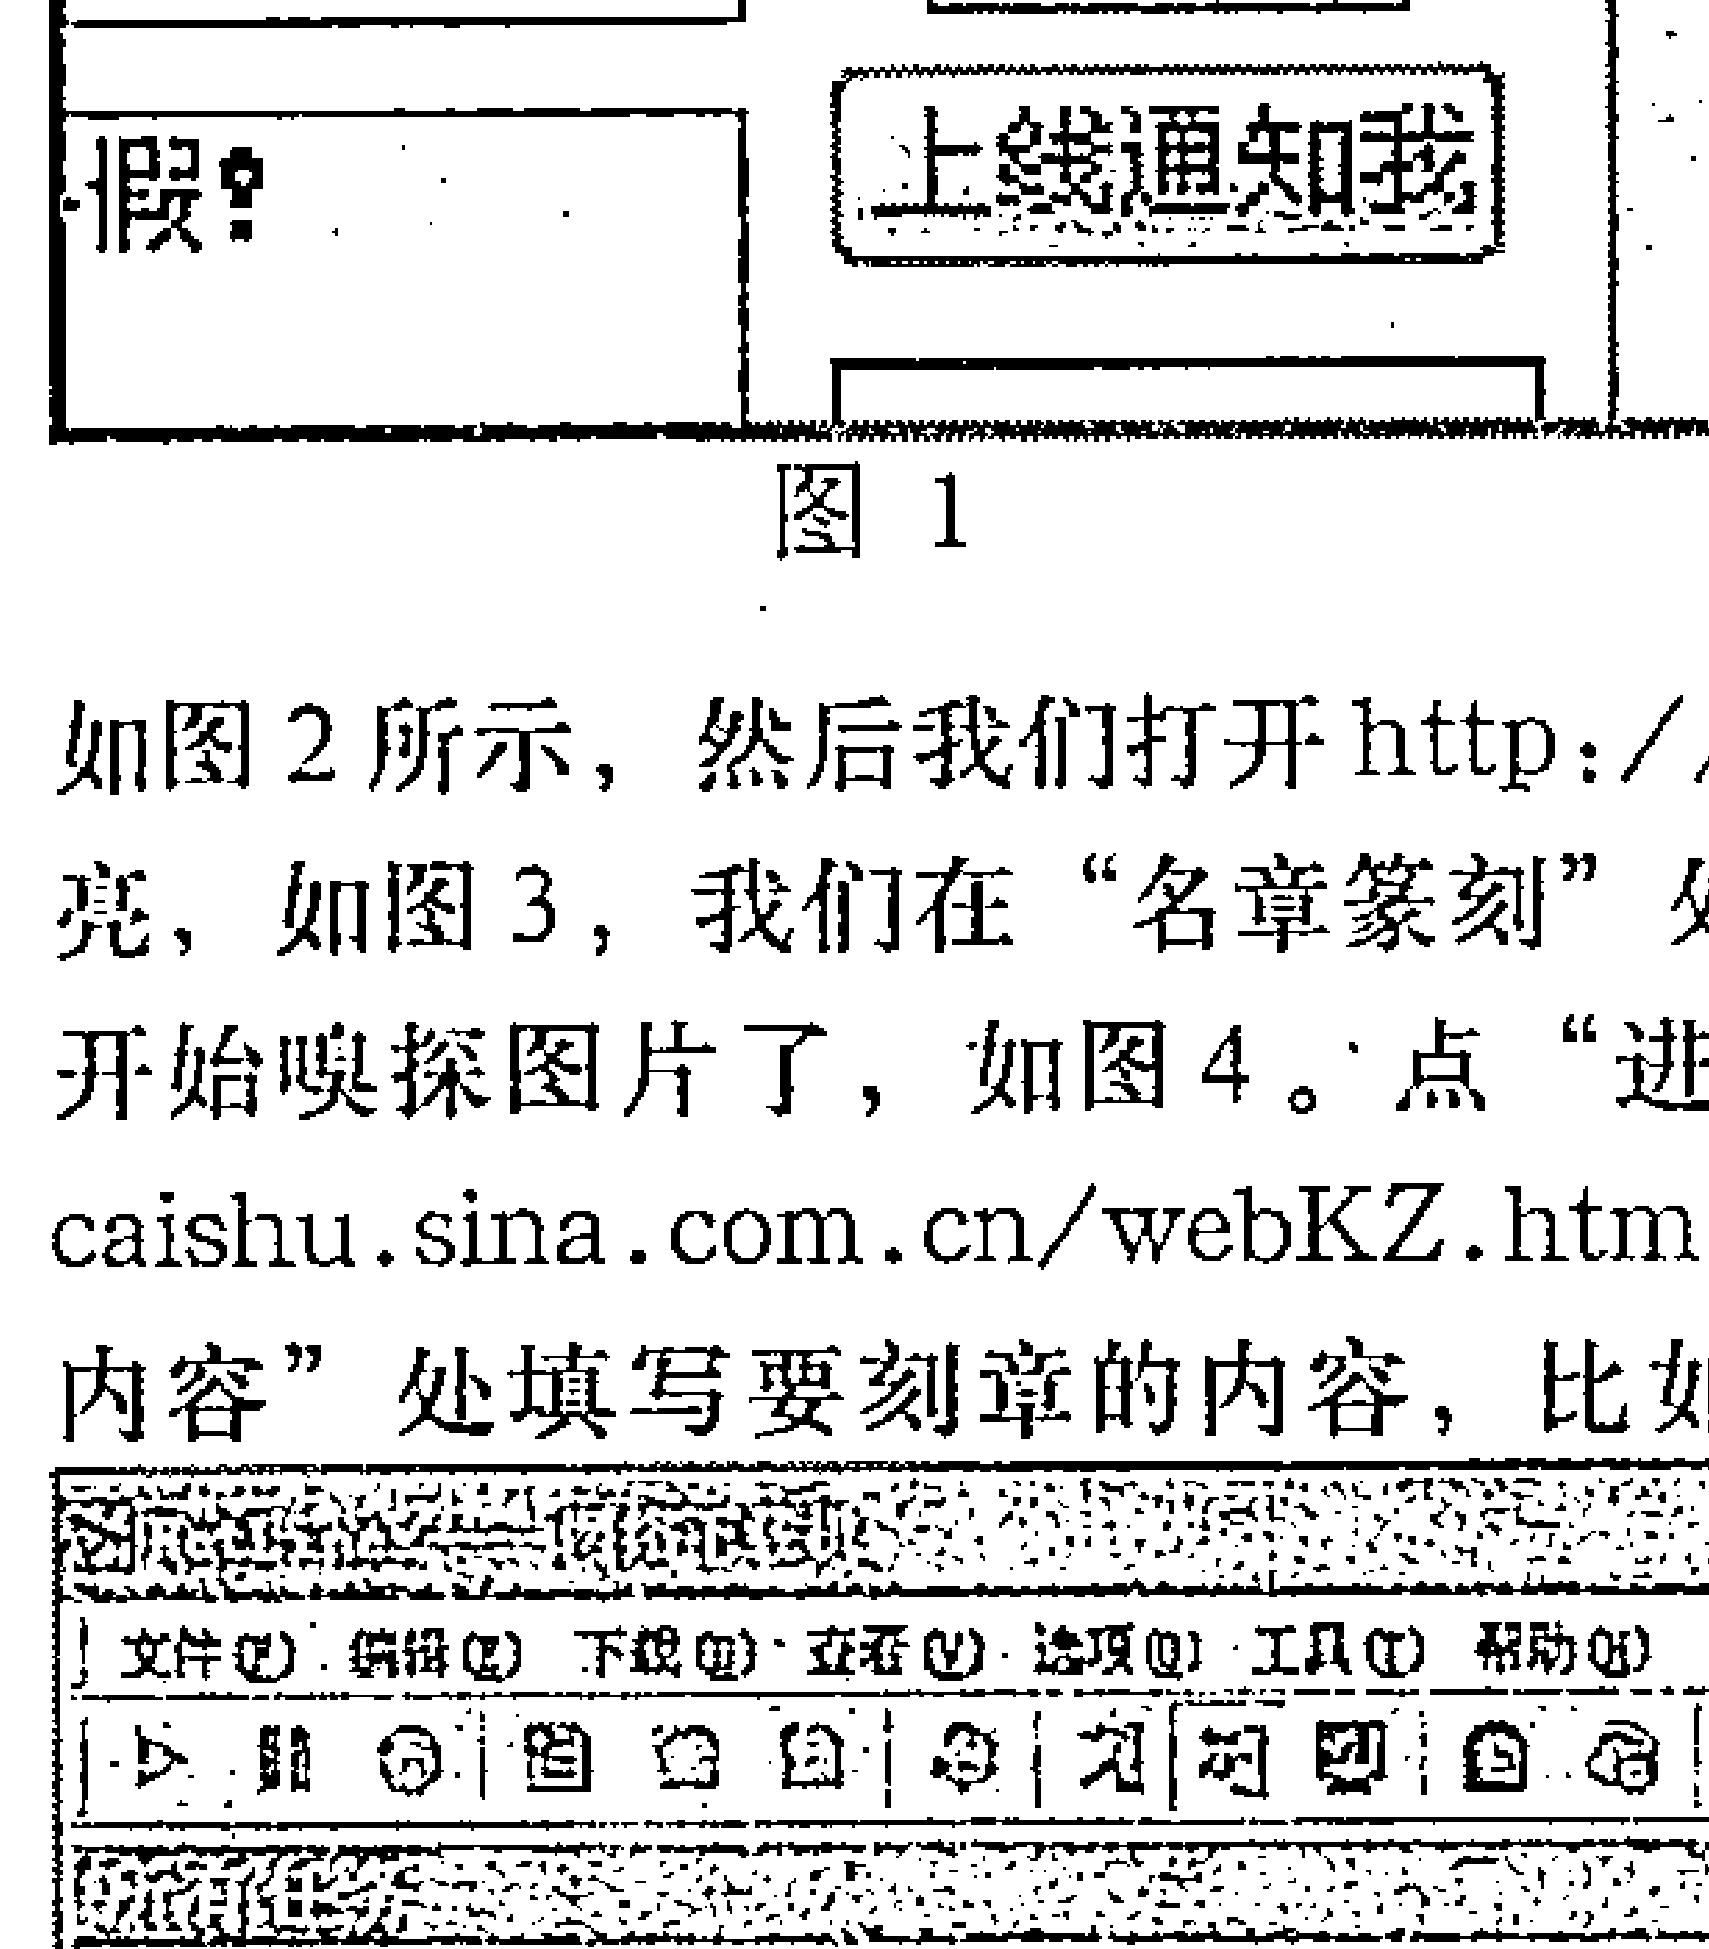 上线通知我
假?
图 1
如图2所示，然后我们打开http://
亮，如图3，我们在“名章篆刻”处
开始嗅探图片了，如图4。点“进
caishu.sina.com.cn/webKZ.htm
内容”处填写要刻章的内容，比如
文件(F) 编辑(E) 下载(D) 查看(V) 选项(O) 工具(T) 帮助(H)